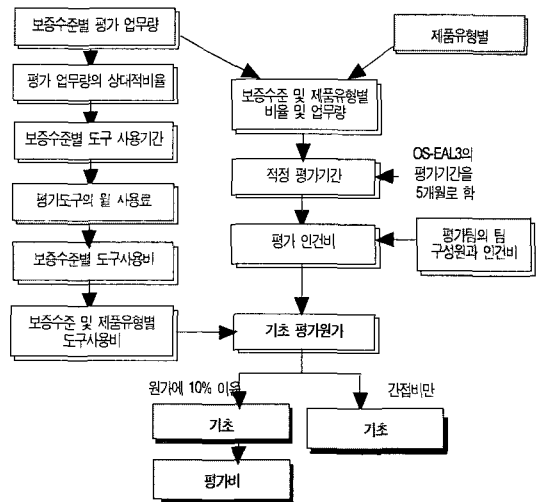 보증수준별 평가 업무량
제품유형별
평가 업무량의 상대적비율
보증수준 및 제품유형별
비율 및 업무량
보증수준별 도구 사용기간
적정 평가기간
OS-EAL3의
평가기간을
5개월로 함
평가도구의 월 사용료
평가 인건비
평가팀의 팀
구성원과 인건비
보증수준별 도구사용비
보증수준 및 제품유형별
도구사용비
기초 평가원가
원가에 10% 이윤
간접비만
기초
기초
평가비